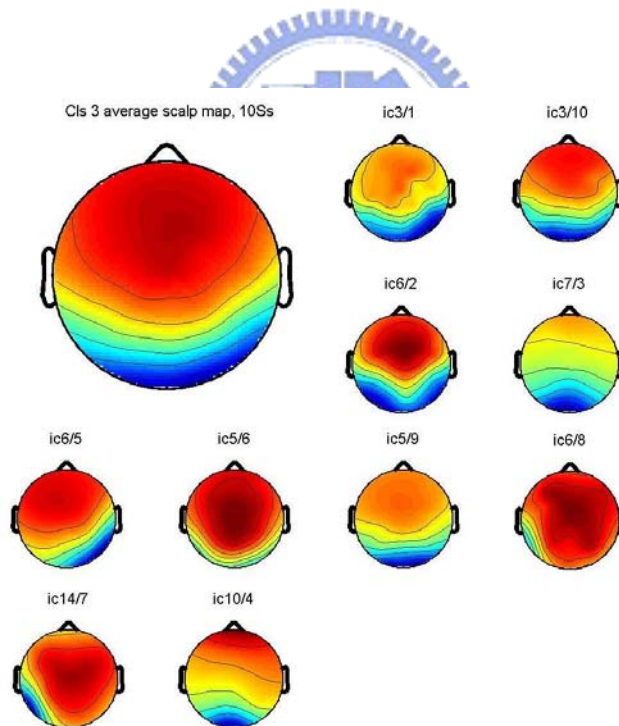 Cls 3 average scalp map, 10Ss
ic3/1
ic3/10
ic6/2
ic7/3
ic6/5
ic5/6
ic5/9
ic6/8
ic14/7
ic10/4